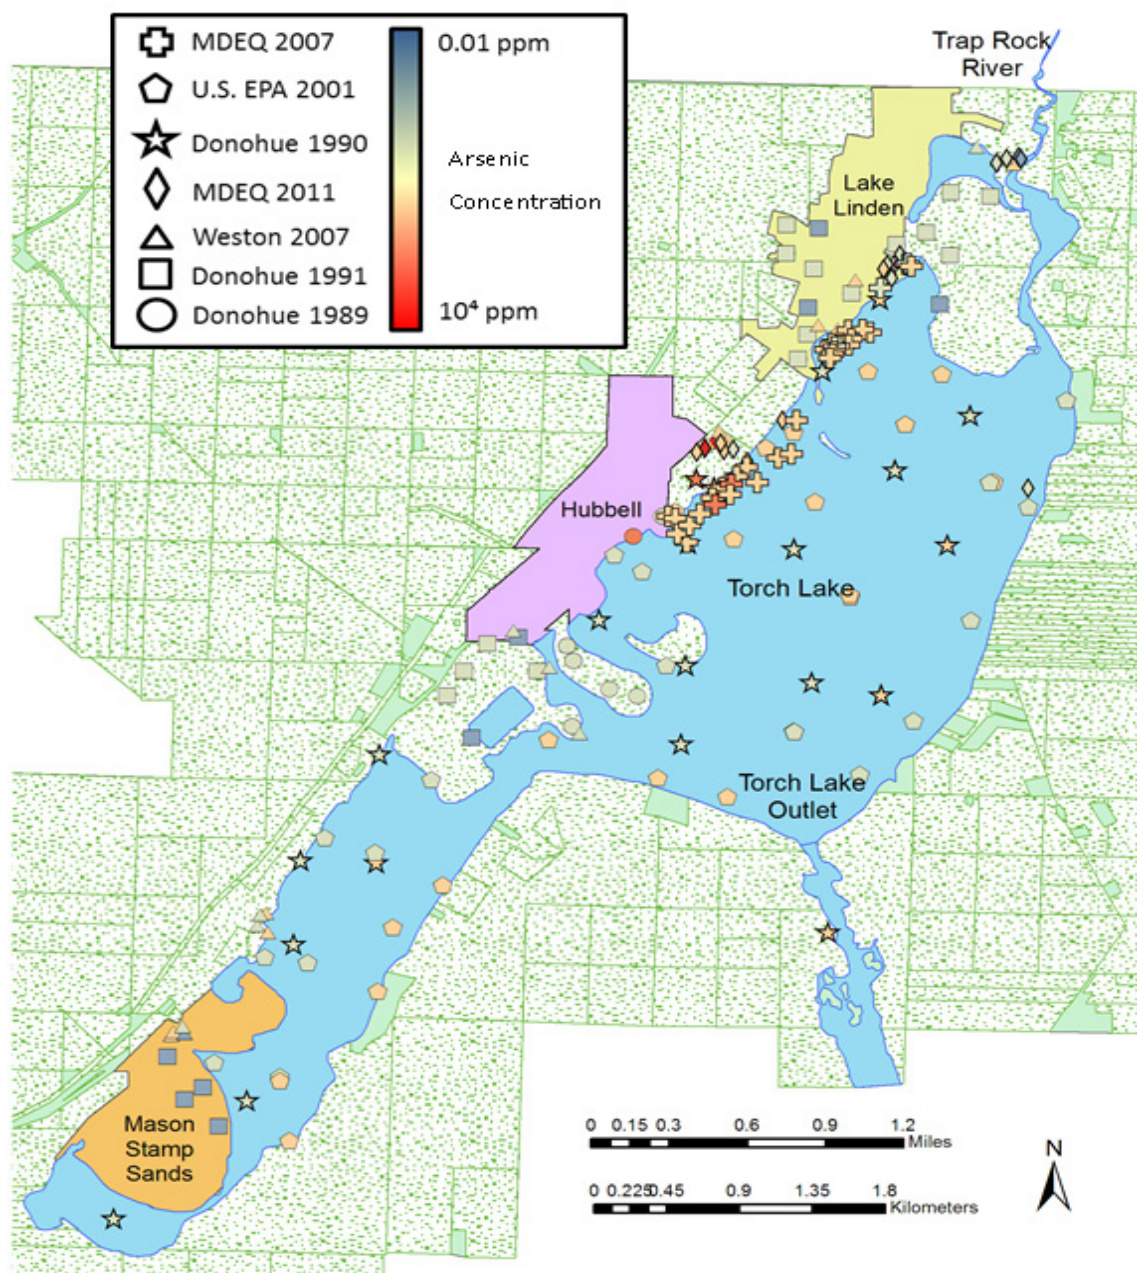 MDEQ 2007
U.S. EPA 2001
Donohue 1990
MDEQ 2011
Weston 2007
Donohue 1991
Donohue 1989
0.01 ppm
Arsenic
Concentration
10⁴ ppm
Trap Rock
River
Lake
Linden
Hubbell
Torch Lake
Torch Lake
Outlet
Mason
Stamp
Sands
0 0.15 0.3 0.6 0.9 1.2
Miles
0 0.225 0.45 0.9 1.35 1.8
Kilometers
N